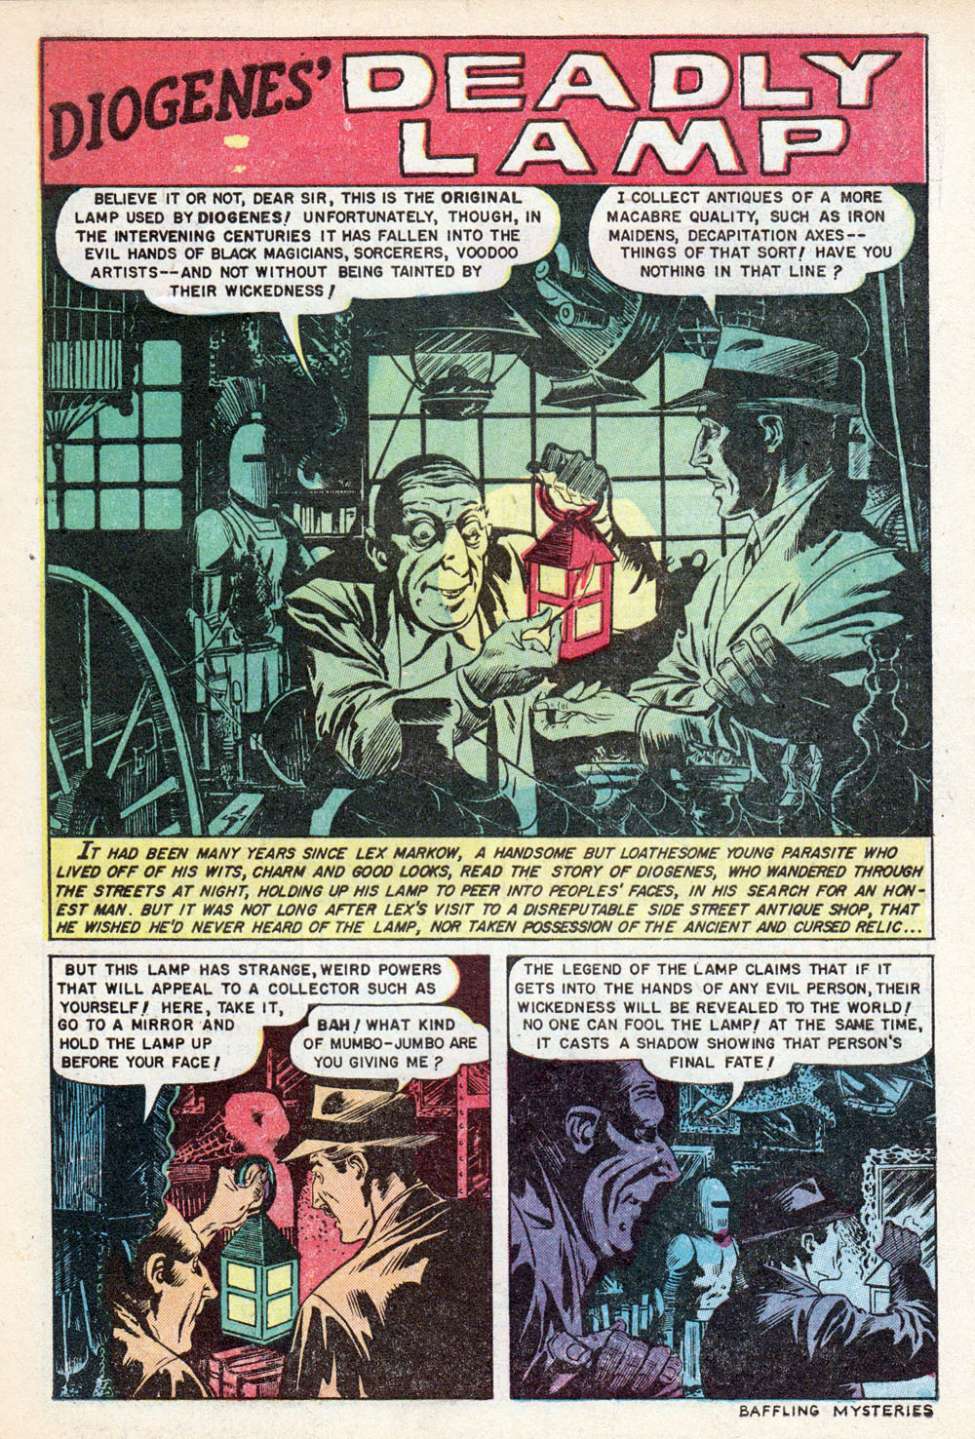 DIOGENES' DEADLY
LAMP
BELIEVE IT OR NOT, DEAR SIR, THIS IS THE ORIGINAL
LAMP USED BY DIOGENES! UNFORTUNATELY, THOUGH, IN
THE INTERVENING CENTURIES IT HAS FALLEN INTO THE
EVIL HANDS OF BLACK MAGICIANS, SORCERERS, VOODOO
ARTISTS--AND NOT WITHOUT BEING TAINTED BY
THEIR WICKEDNESS!
I COLLECT ANTIQUES OF A MORE
MACABRE QUALITY, SUCH AS IRON
MAIDENS, DECAPITATION AXES--
THINGS OF THAT SORT! HAVE YOU
NOTHING IN THAT LINE?
IT HAD BEEN MANY YEARS SINCE LEX MARKOW, A HANDSOME BUT LOATHESOME YOUNG PARASITE WHO
LIVED OFF OF HIS WITS, CHARM AND GOOD LOOKS, READ THE STORY OF DIOGENES, WHO WANDERED THROUGH
THE STREETS AT NIGHT, HOLDING UP HIS LAMP TO PEER INTO PEOPLES' FACES, IN HIS SEARCH FOR AN HON-
EST MAN. BUT IT WAS NOT LONG AFTER LEX'S VISIT TO A DISREPUTABLE SIDE STREET ANTIQUE SHOP, THAT
HE WISHED HE'D NEVER HEARD OF THE LAMP, NOR TAKEN POSSESSION OF THE ANCIENT AND CURSED RELIC...
BUT THIS LAMP HAS STRANGE, WEIRD POWERS
THAT WILL APPEAL TO A COLLECTOR SUCH AS
YOURSELF! HERE, TAKE IT,
GO TO A MIRROR AND
HOLD THE LAMP UP
BEFORE YOUR FACE!
BAH! WHAT KIND
OF MUMBO-JUMBO ARE
YOU GIVING ME?
THE LEGEND OF THE LAMP CLAIMS THAT IF IT
GETS INTO THE HANDS OF ANY EVIL PERSON, THEIR
WICKEDNESS WILL BE REVEALED TO THE WORLD!
NO ONE CAN FOOL THE LAMP! AT THE SAME TIME,
IT CASTS A SHADOW SHOWING THAT PERSON'S
FINAL FATE!
BAFFLING MYSTERIES